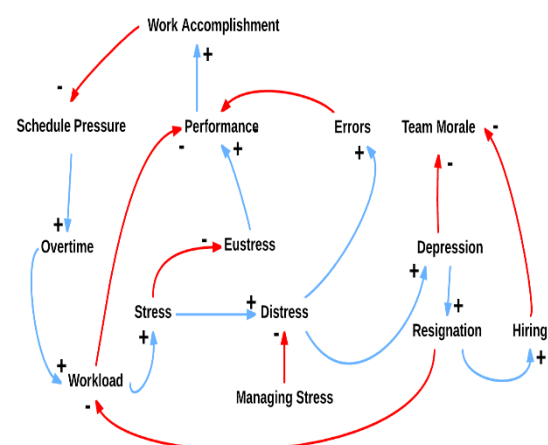 Work Accomplishment
-
+
Schedule Pressure
Performance
Errors
Team Morale
-
-
+
+
-
+
Overtime
-
Eustress
Depression
+
+
Stress
+
Distress
+
Resignation
Hiring
+
-
+
+
Workload
-
Managing Stress